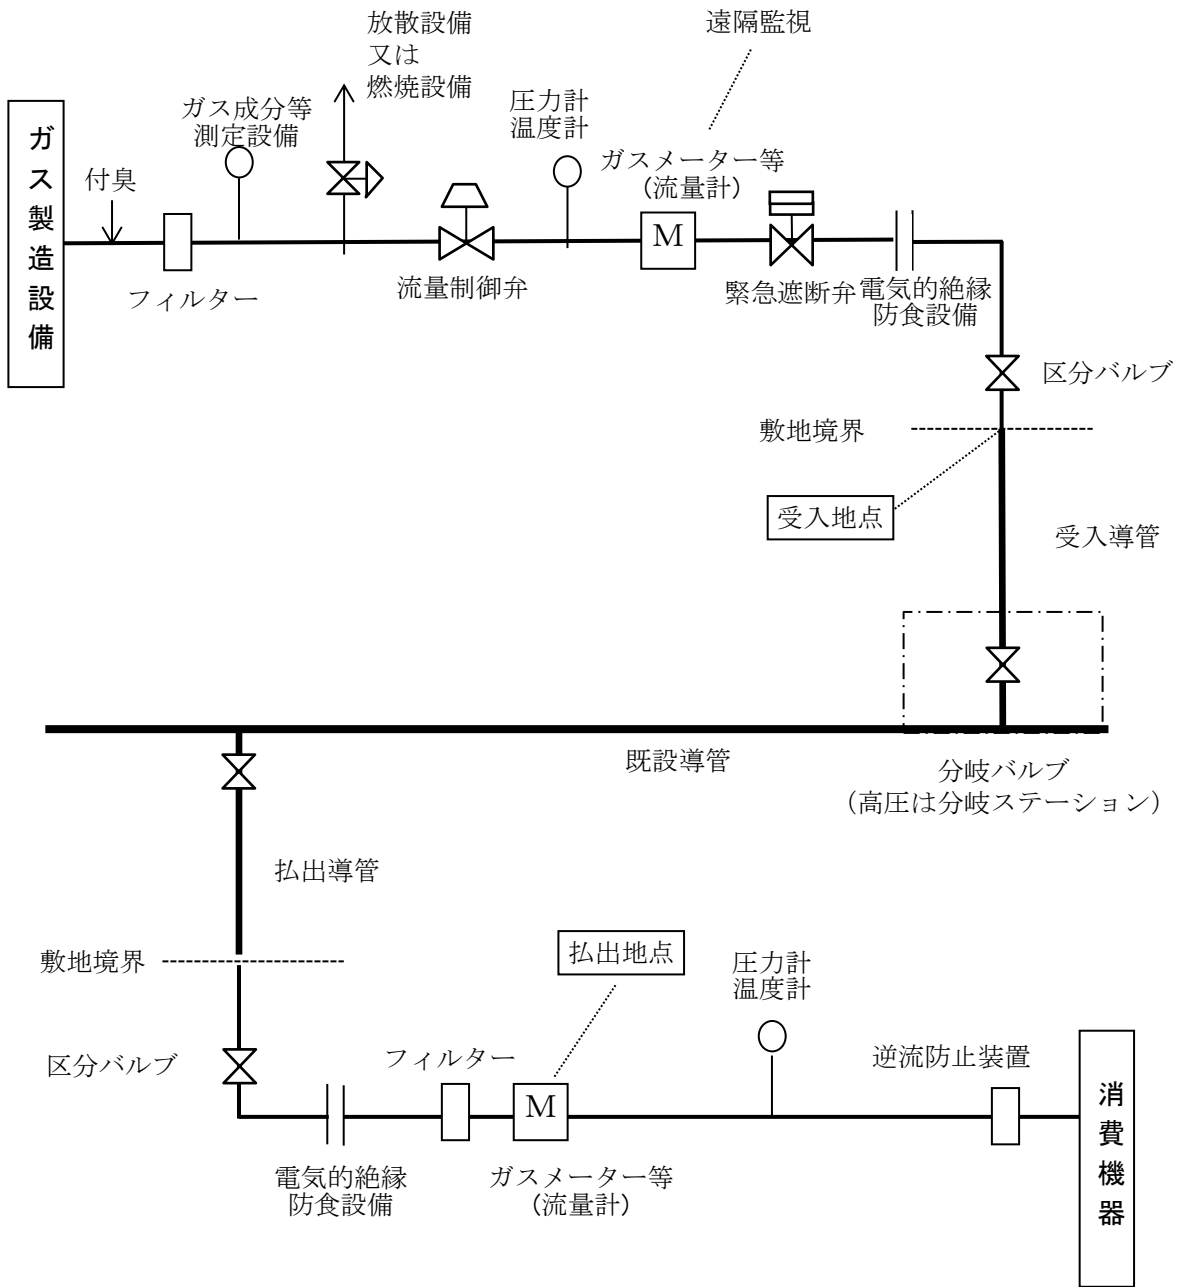 放散設備
又は
燃焼設備
遠隔監視
ガス成分等
測定設備
圧力計
温度計
ガスメーター等
（流量計）
ガス製造設備
付臭
M
フィルター
流量制御弁
緊急遮断弁
電気的絶縁
防食設備
区分バルブ
敷地境界
受入地点
受入導管
既設導管
分岐バルブ
（高圧は分岐ステーション）
払出導管
敷地境界
払出地点
圧力計
温度計
区分バルブ
フィルター
逆流防止装置
M
消費機器
電気的絶縁
防食設備
ガスメーター等
（流量計）